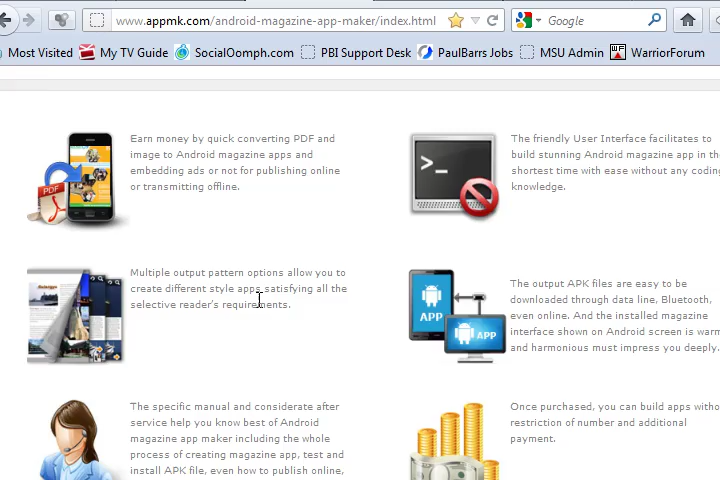 www.appmk.com/android-magazine-app-maker/index.html
Google
Most Visited My TV Guide SocialOomph.com PBI Support Desk PaulBarrs Jobs MSU Admin WarriorForum
Earn money by quick converting PDF and
image to Android magazine apps and
embedding ads or not for publishing online
or transmitting offline.
PDF
The friendly User Interface facilitates to
build stunning Android magazine app in
shortest time with ease without any
knowledge.
Multiple output pattern options allow you to
create different style apps satisfying all the
selective reader's requirements.
The output APK files are easy to be
downloaded through data line, Bluetooth,
even online. And the installed magazine
interface shown on Android screen is
and harmonious must impress you deeply.
APP
APP
The specific manual and considerate after
service help you know best of Android
magazine app maker including the whole
process of creating magazine app, test and
install APK file, even how to publish online,
Once purchased, you can build apps
restriction of number and additional
payment.